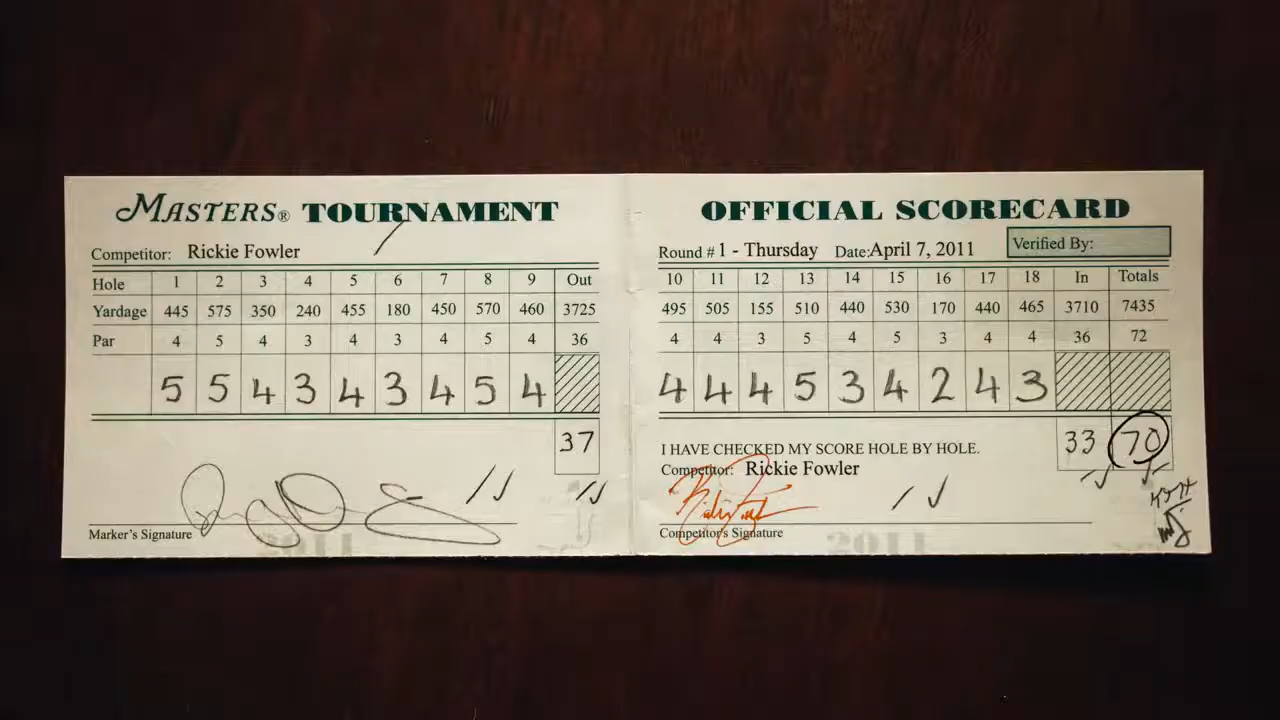 MASTERS® TOURNAMENT
Competitor: Rickie Fowler
Hole 1 2 3 4 5 6 7 8 9 Out
Yardage 445 575 350 240 455 180 450 570 460 3725
Par 4 5 4 3 4 3 4 5 4 36
5 5 4 3 4 3 4 5 4
37
Marker's Signature
OFFICIAL SCORECARD
Round # 1 - Thursday Date: April 7, 2011 Verified By:
10 11 12 13 14 15 16 17 18 In Totals
495 505 155 510 440 530 170 440 465 3710 7435
4 4 3 5 4 5 3 4 4 36 72
4 4 4 5 3 4 2 4 3
I HAVE CHECKED MY SCORE HOLE BY HOLE. 33 70
Competitor: Rickie Fowler
Competitor's Signature
2011